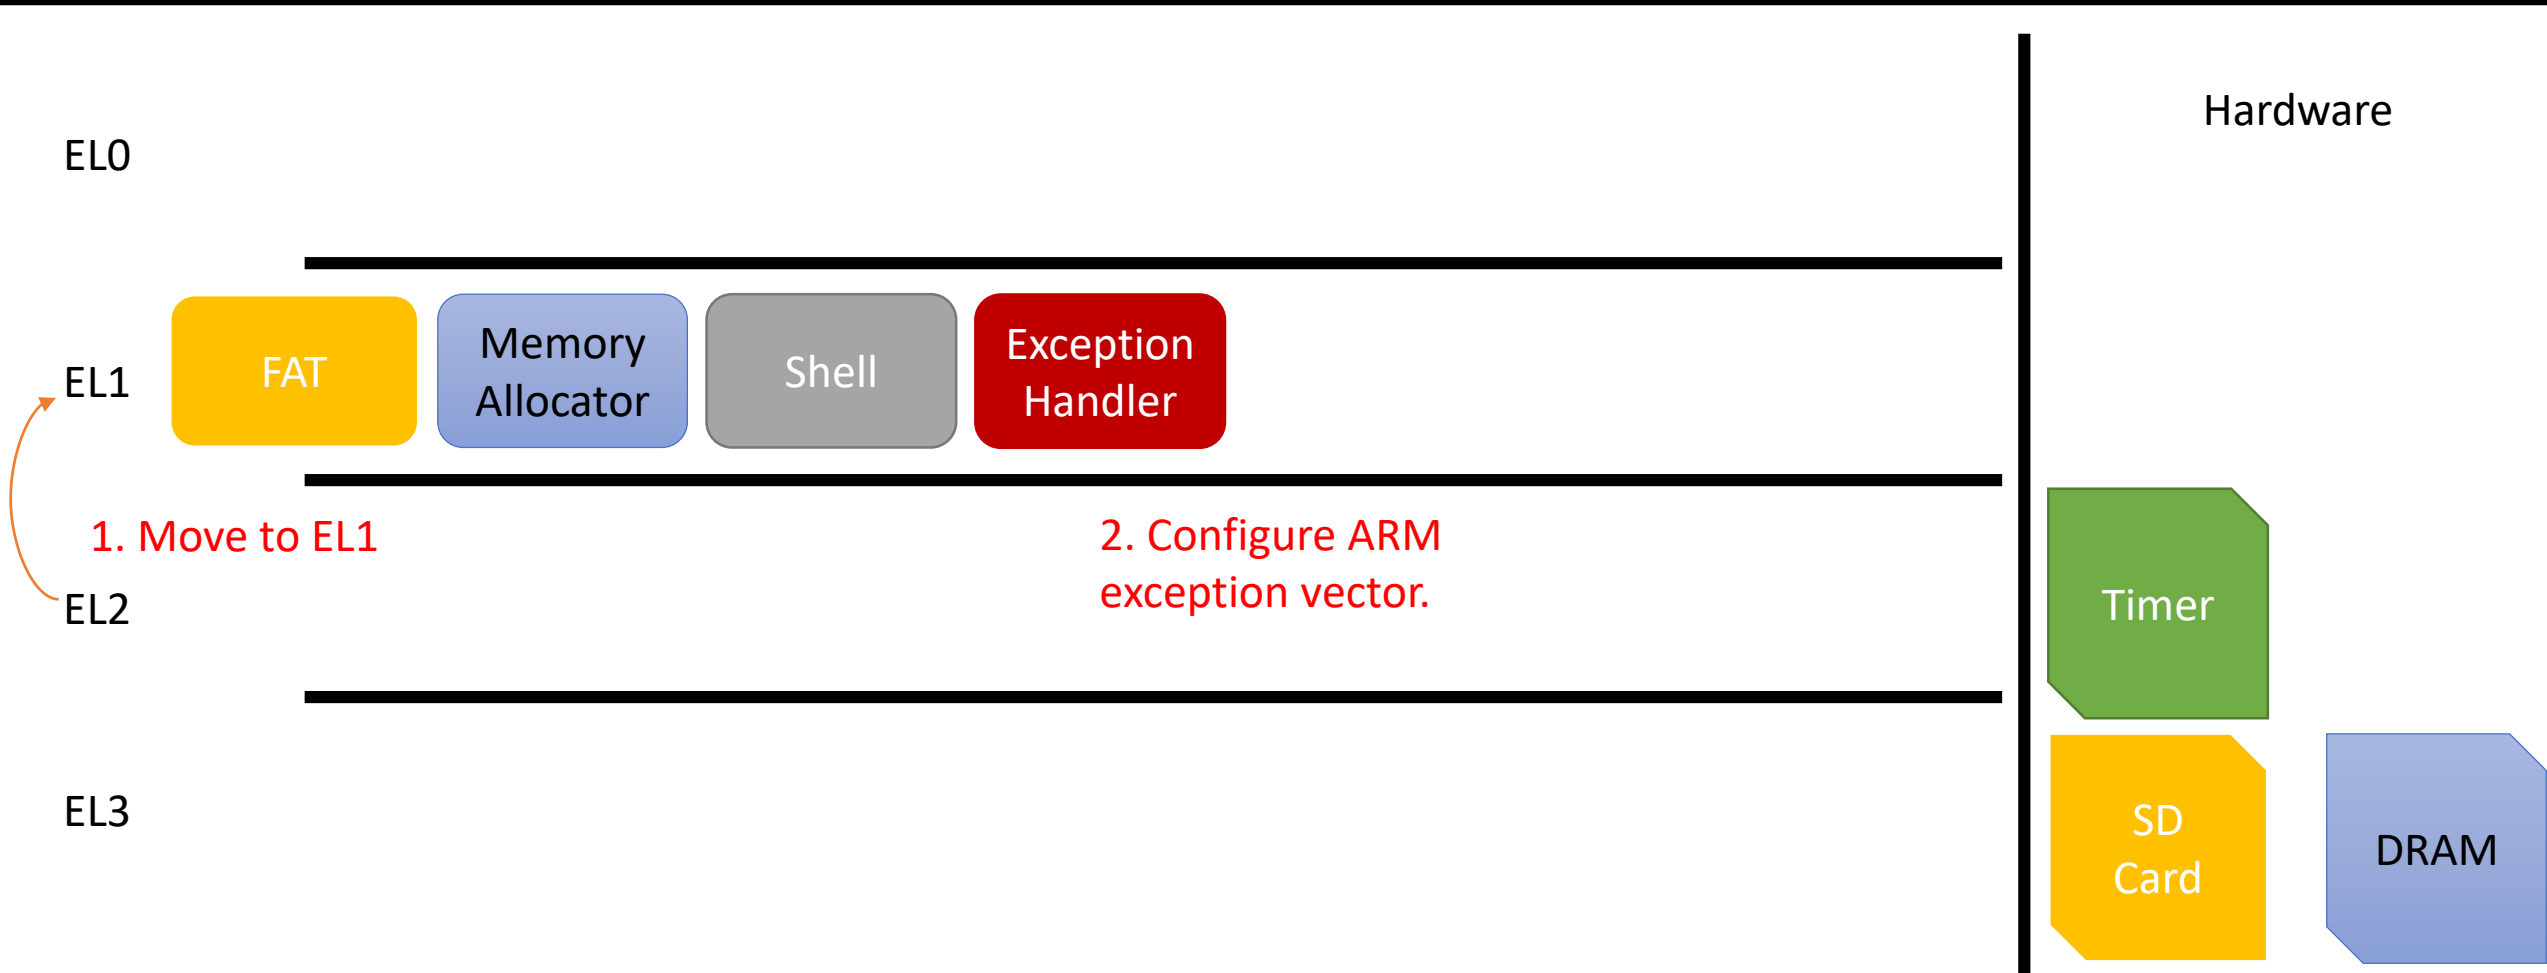 Hardware
EL0
EL1
FAT
Memory
Allocator
Shell
Exception
Handler
1. Move to EL1
2. Configure ARM
exception vector.
EL2
Timer
EL3
SD
Card
DRAM